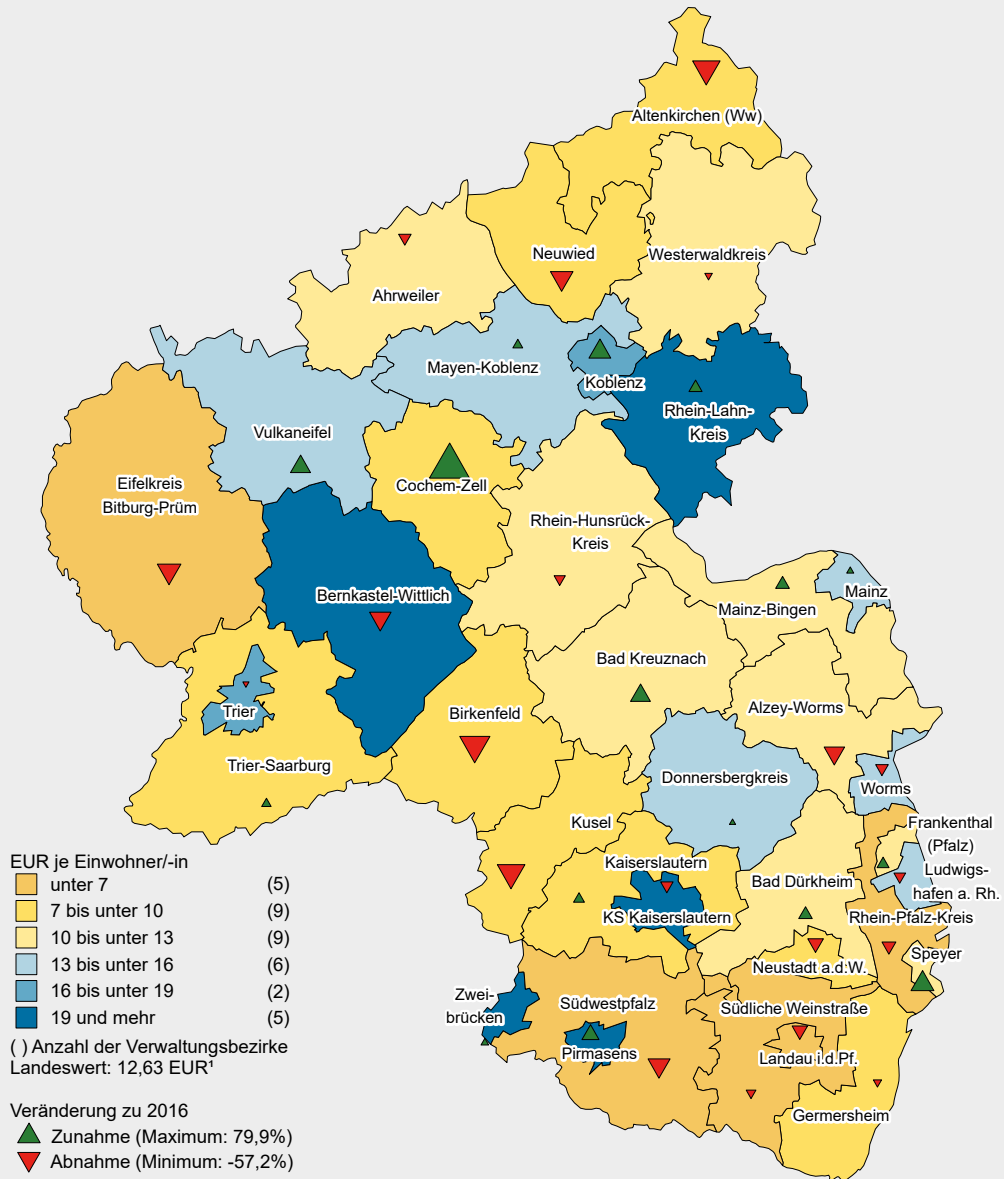 Altenkirchen (Ww)
Neuwied
Westerwaldkreis
Ahrweiler
Mayen-Koblenz
Koblenz
Rhein-Lahn-
Kreis
Vulkaneifel
Cochem-Zell
Eifelkreis
Bitburg-Prüm
Rhein-Hunsrück-
Kreis
Bernkastel-Wittlich
Mainz-Bingen
Mainz
Bad Kreuznach
Trier
Birkenfeld
Alzey-Worms
Trier-Saarburg
Donnersbergkreis
Worms
Kusel
Frankenthal
(Pfalz)
Kaiserslautern
Ludwigs-
hafen a. Rh.
Bad Dürkheim
KS Kaiserslautern
Rhein-Pfalz-Kreis
Speyer
Neustadt a.d.W.
Zwei-
brücken
Südwestpfalz
Südliche Weinstraße
Pirmasens
Landau i.d.Pf.
Germersheim
EUR je Einwohner/-in
unter 7 (5)
7 bis unter 10 (9)
10 bis unter 13 (9)
13 bis unter 16 (6)
16 bis unter 19 (2)
19 und mehr (5)
( ) Anzahl der Verwaltungsbezirke
Landeswert: 12,63 EUR¹
Veränderung zu 2016
Zunahme (Maximum: 79,9%)
Abnahme (Minimum: -57,2%)